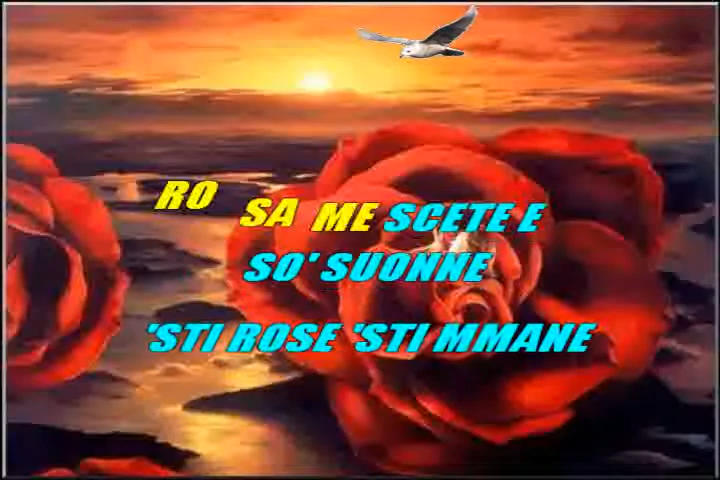 RO SA ME SCETE E
SO' SUONNE
'STI ROSE 'STI MMANE